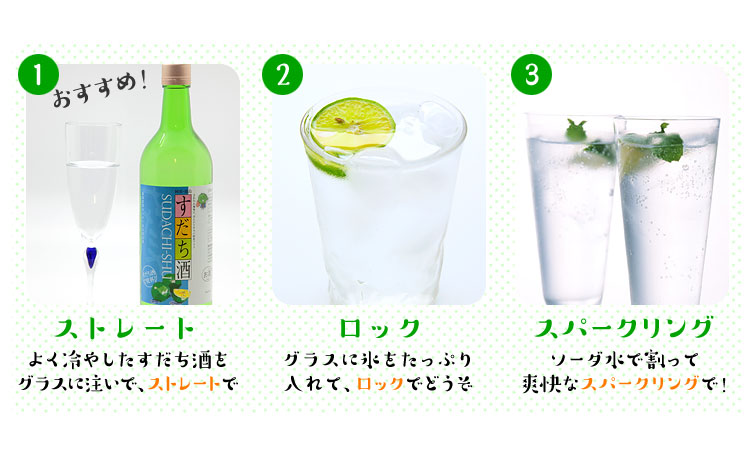 1
おすすめ!
すだち酒
SUDACHI-SHU
ストレート
よく冷やしたすだち酒を
グラスに注いで、ストレートで
2
ロック
グラスに氷をたっぷり
入れて、ロックでどうぞ
3
スパークリング
ソーダ水で割って
爽快なスパークリングで!